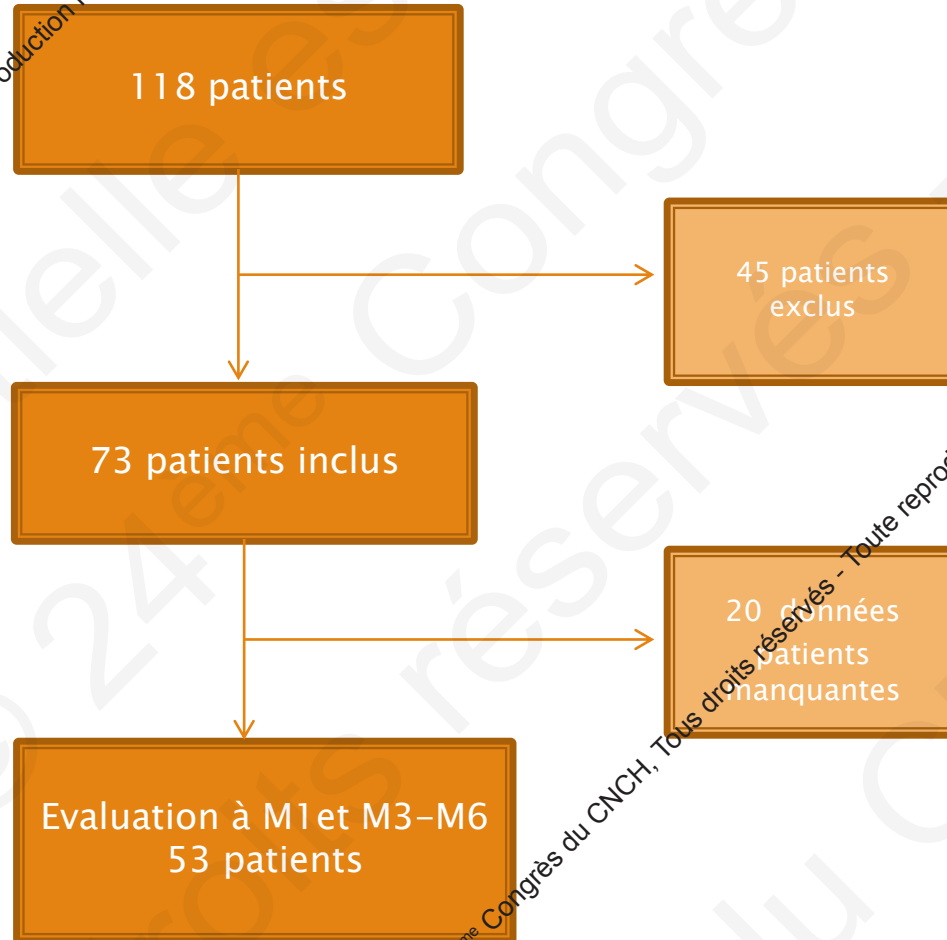 118 patients
45 patients
exclus
73 patients inclus
20 données
patients
manquantes
Evaluation à M1et M3-M6
53 patients
ème Congrès du CNCH, Tous droits réservés - Toute